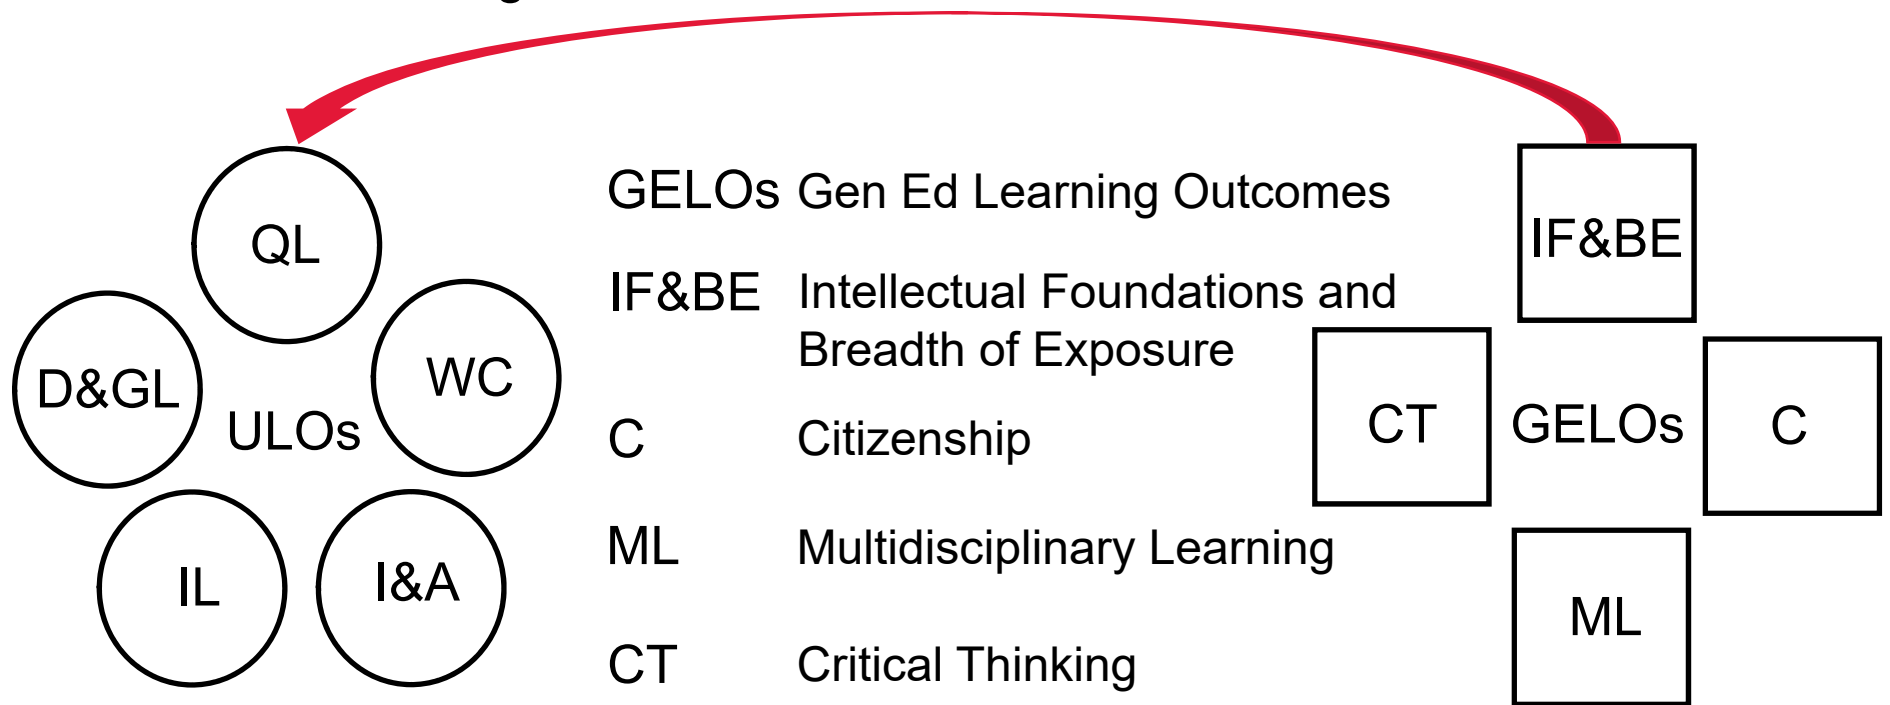 QL
D&GL
WC
ULOs
IL
I&A
GELOs Gen Ed Learning Outcomes
IF&BE Intellectual Foundations and
Breadth of Exposure
C Citizenship
ML Multidisciplinary Learning
CT Critical Thinking
IF&BE
CT
GELOs
C
ML